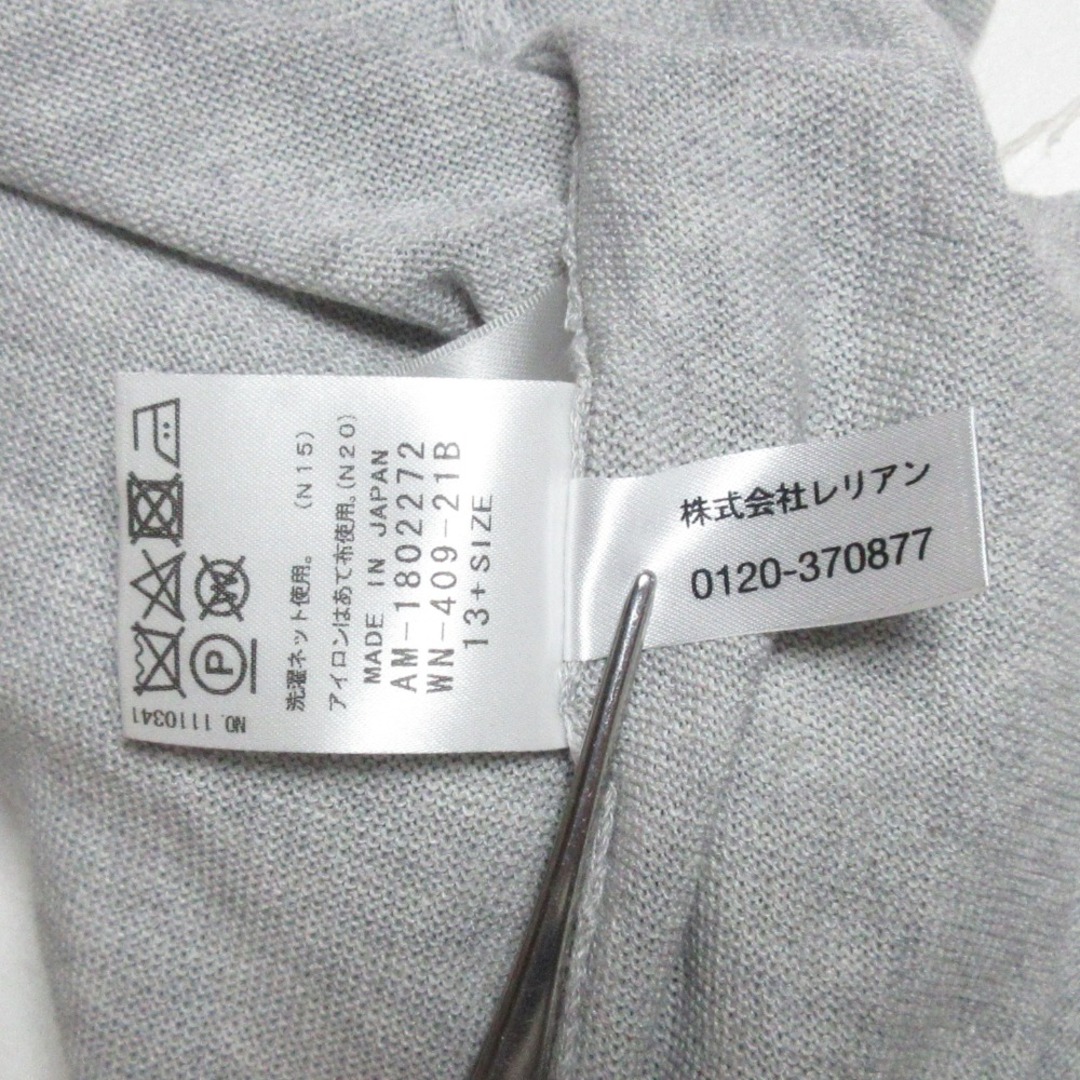 洗濯ネット使用。 (N15)
アイロンはあて布使用。(N20)
MADE IN JAPAN
AM-1802272
WN-409-21B
13+SIZE
NO. 1110341
P
W
株式会社レリアン
0120-370877